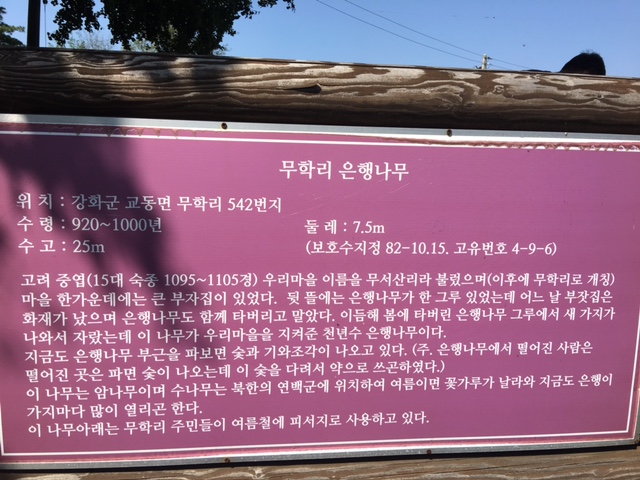 무학리 은행나무
위 치 : 강화군 교동면 무학리 542번지
수 령 : 920~1000년 둘 레 : 7.5m
수 고 : 25m (보호수지정 82-10.15. 고유번호 4-9-6)
고려 중엽(15대 숙종 1095~1105경) 우리마을 이름을 무서산리라 불렀으며(이후에 무학리로 개칭)
마을 한가운데에는 큰 부자집이 있었다. 뒷 뜰에는 은행나무가 한 그루 있었는데 어느 날 부잣집은
화재가 났으며 은행나무도 함께 타버리고 말았다. 이듬해 봄에 타버린 은행나무 그루에서 새 가지가
나와서 자랐는데 이 나무가 우리마을을 지켜준 천년수 은행나무이다.
지금도 은행나무 부근을 파보면 숯과 기와조각이 나오고 있다. (주. 은행나무에서 떨어진 사람은
떨어진 곳은 파면 숯이 나오는데 이 숯을 다려서 약으로 쓰곤하였다.)
이 나무는 암나무이며 수나무는 북한의 연백군에 위치하여 여름이면 꽃가루가 날라와 지금도 은행이
가지마다 많이 열리곤 한다.
이 나무아래는 무학리 주민들이 여름철에 피서지로 사용하고 있다.